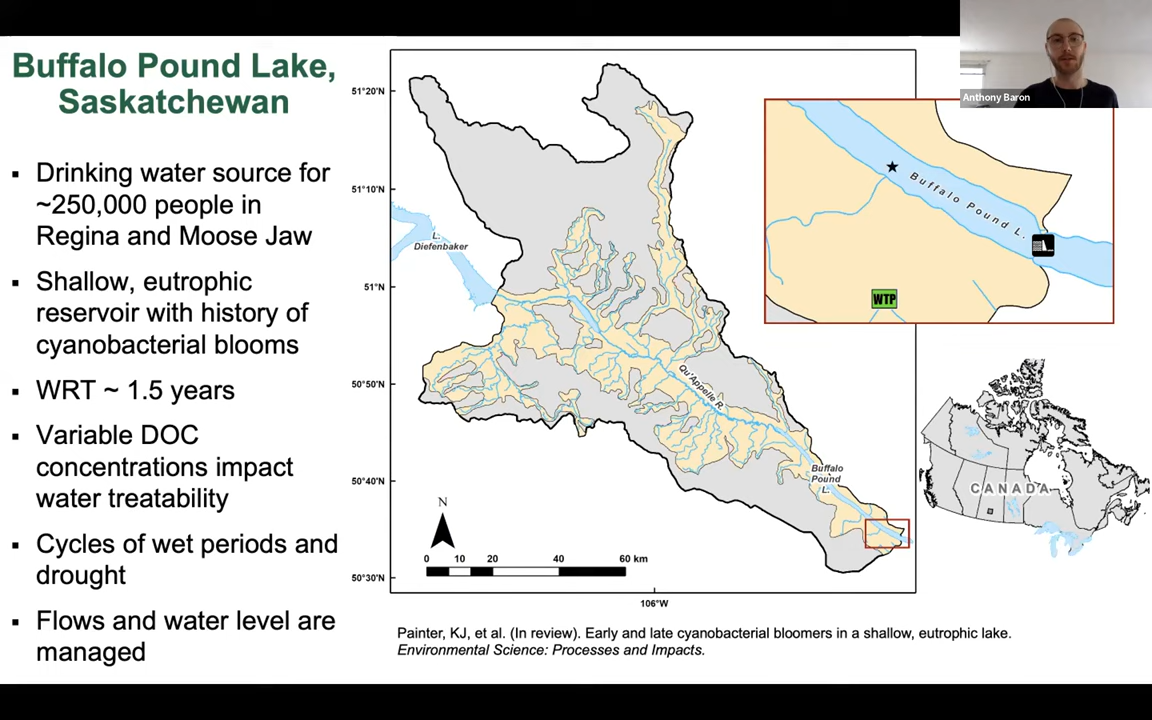 Buffalo Pound Lake,
Saskatchewan
▪ Drinking water source for
~250,000 people in
Regina and Moose Jaw
▪ Shallow, eutrophic
reservoir with history of
cyanobacterial blooms
▪ WRT ~ 1.5 years
▪ Variable DOC
concentrations impact
water treatability
▪ Cycles of wet periods and
drought
▪ Flows and water level are
managed
51°20'N
51°10'N
51°N
50°50'N
50°40'N
50°30'N
106°W
L.
Diefenbaker
Qu'Appelle R.
Buffalo
Pound
L.
N
0 10 20 40 60 km
Anthony Baron
Buffalo Pound L.
WTP
CANADA
Painter, KJ, et al. (In review). Early and late cyanobacterial bloomers in a shallow, eutrophic lake.
Environmental Science: Processes and Impacts.